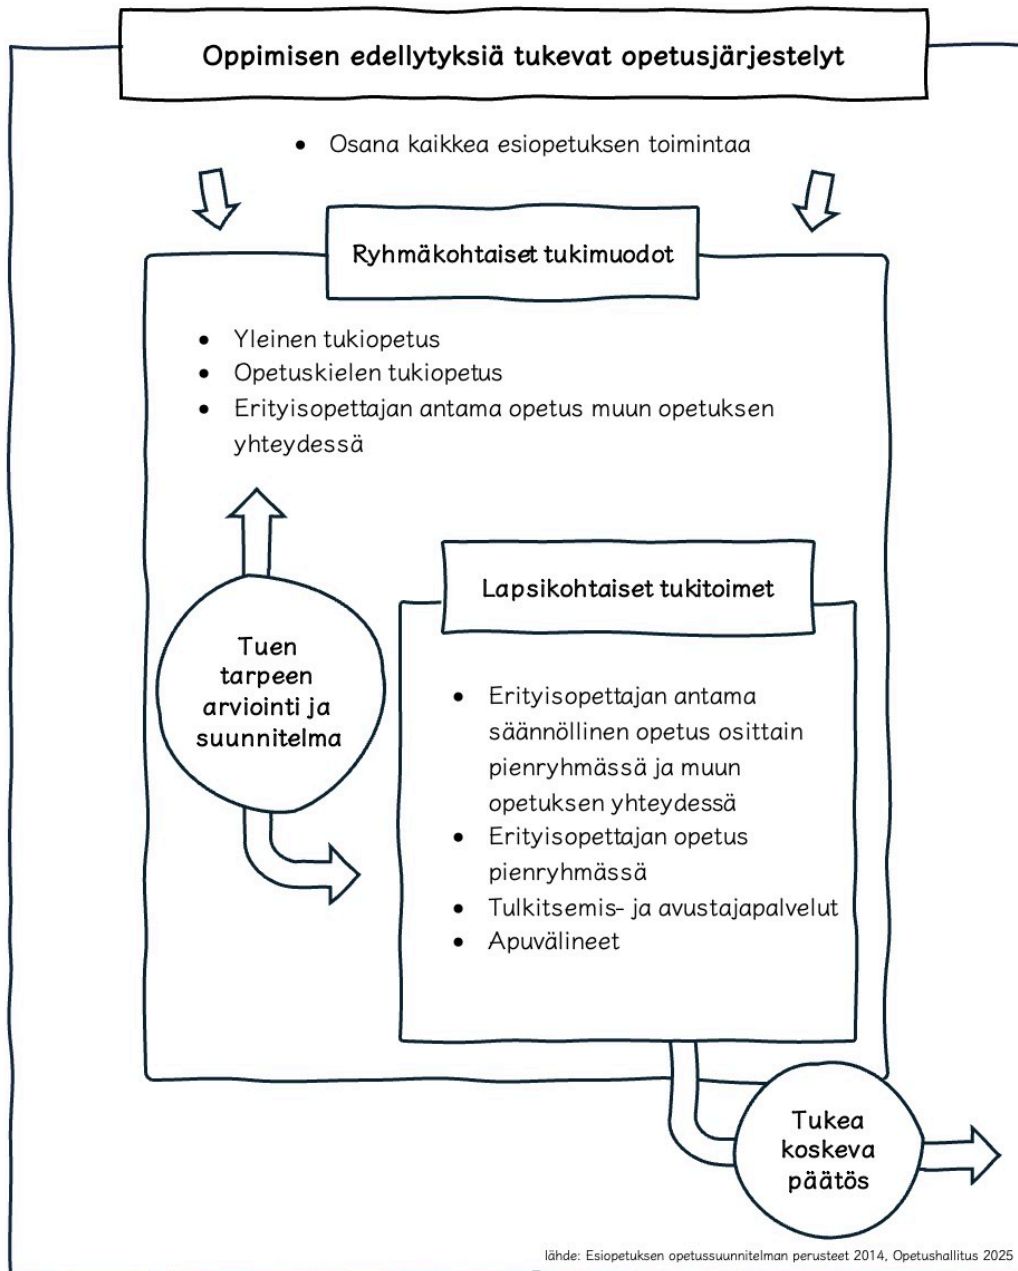 Oppimisen edellytyksiä tukevat opetusjärjestelyt
• Osana kaikkea esiopetuksen toimintaa
Ryhmäkohtaiset tukimuodot
• Yleinen tukiopetus
• Opetuskielen tukiopetus
• Erityisopettajan antama opetus muun opetuksen
yhteydessä
Tuen
tarpeen
arviointi ja
suunnitelma
Lapsikohtaiset tukitoimet
• Erityisopettajan antama
säännöllinen opetus osittain
pienryhmässä ja muun
opetuksen yhteydessä
• Erityisopettajan opetus
pienryhmässä
• Tulkitsemis- ja avustajapalvelut
• Apuvälineet
Tukea
koskeva
päätös
lähde: Esiopetuksen opetussuunnitelman perusteet 2014, Opetushallitus 2025